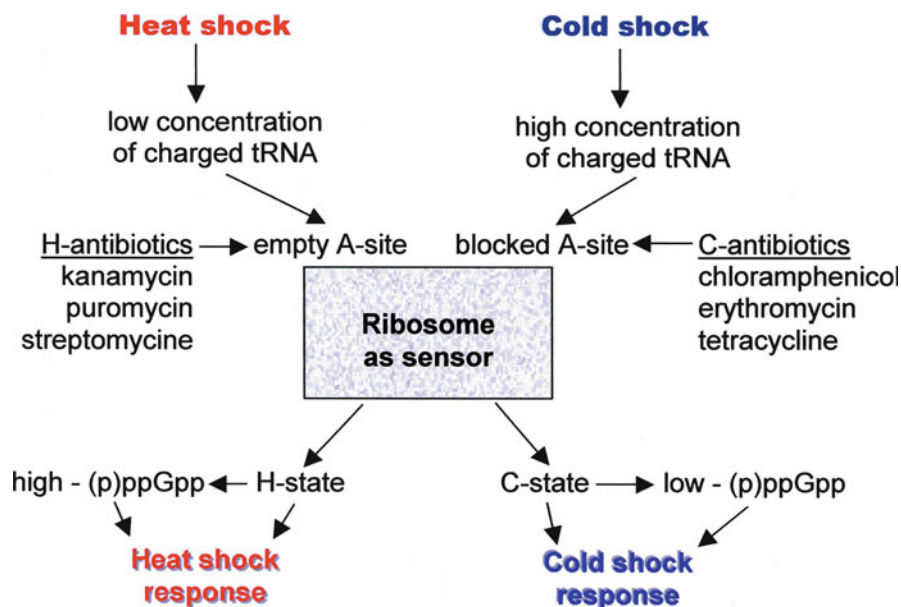 Heat shock
Cold shock
low concentration
of charged tRNA
high concentration
of charged tRNA
H-antibiotics
kanamycin
puromycin
streptomycine
empty A-site
blocked A-site
C-antibiotics
chloramphenicol
erythromycin
tetracycline
Ribosome
as sensor
high - (p)ppGpp
H-state
C-state
low - (p)ppGpp
Heat shock
response
Cold shock
response